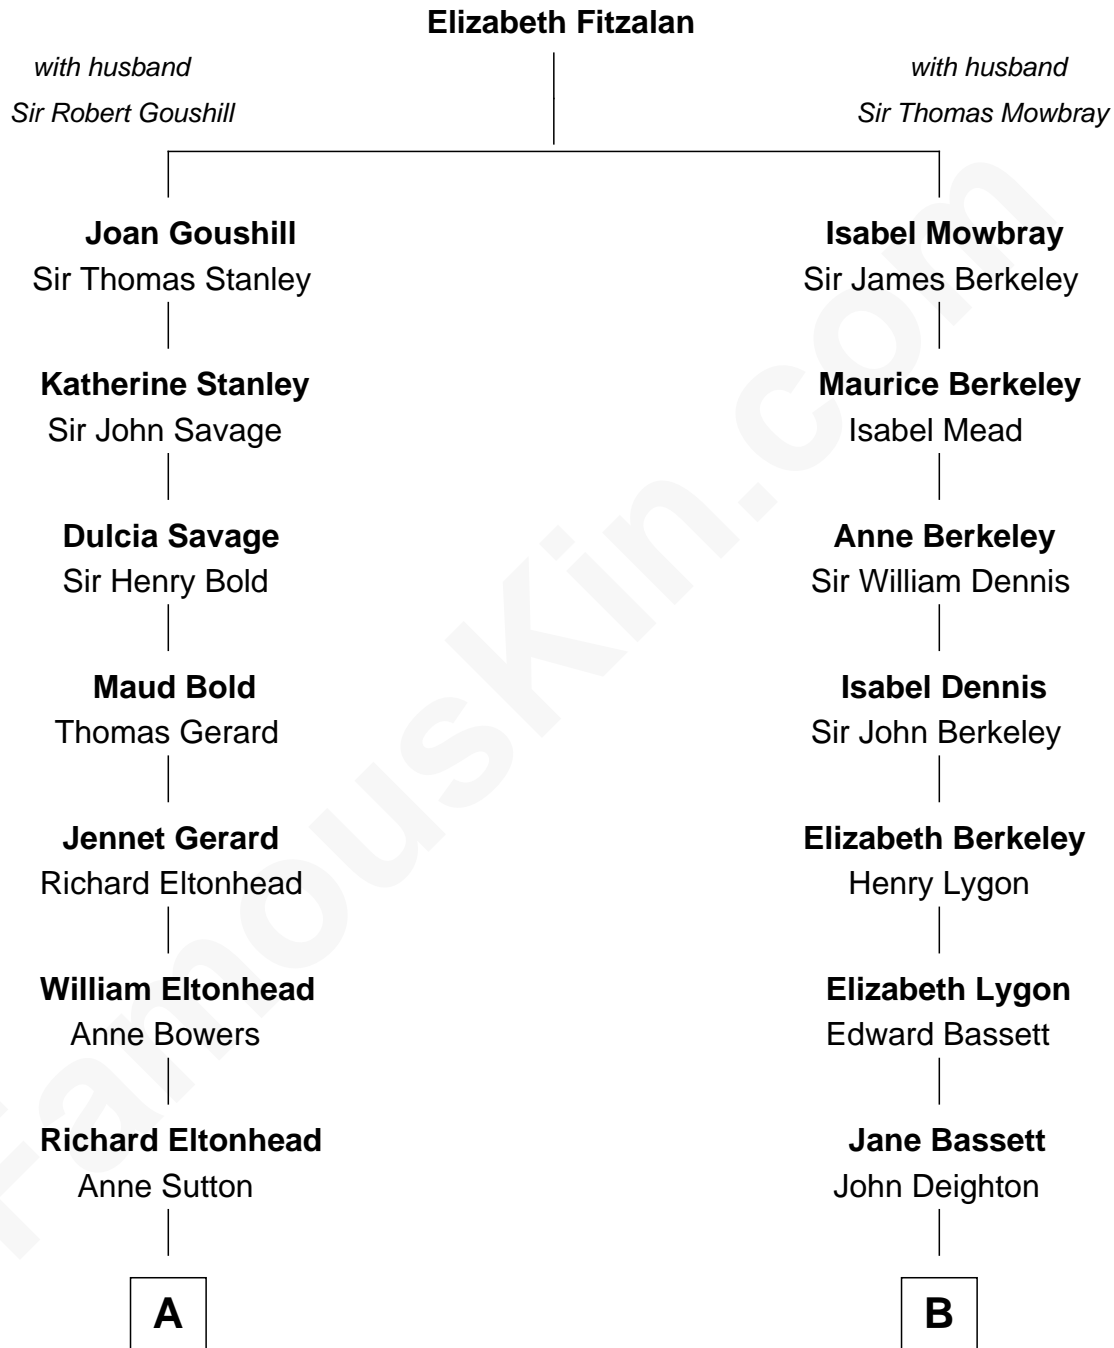 Elizabeth Fitzalan
with husband
Sir Robert Goushill
with husband
Sir Thomas Mowbray
Joan Goushill
Sir Thomas Stanley
Isabel Mowbray
Sir James Berkeley
Katherine Stanley
Sir John Savage
Maurice Berkeley
Isabel Mead
Dulcia Savage
Sir Henry Bold
Anne Berkeley
Sir William Dennis
Maud Bold
Thomas Gerard
Isabel Dennis
Sir John Berkeley
Jennet Gerard
Richard Eltonhead
Elizabeth Berkeley
Henry Lygon
William Eltonhead
Anne Bowers
Elizabeth Lygon
Edward Bassett
Richard Eltonhead
Anne Sutton
Jane Bassett
John Deighton
A
B
FamousKin.com